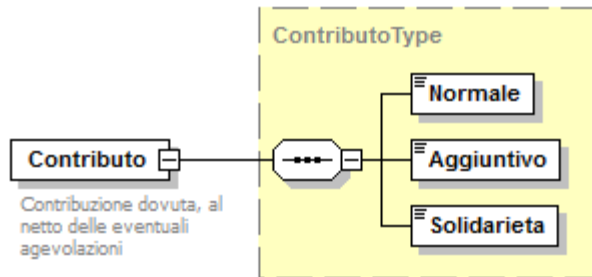 ContributoType
Normale
Contributo
Aggiuntivo
Contribuzione dovuta, al
netto delle eventuali
agevolazioni
Solidarieta